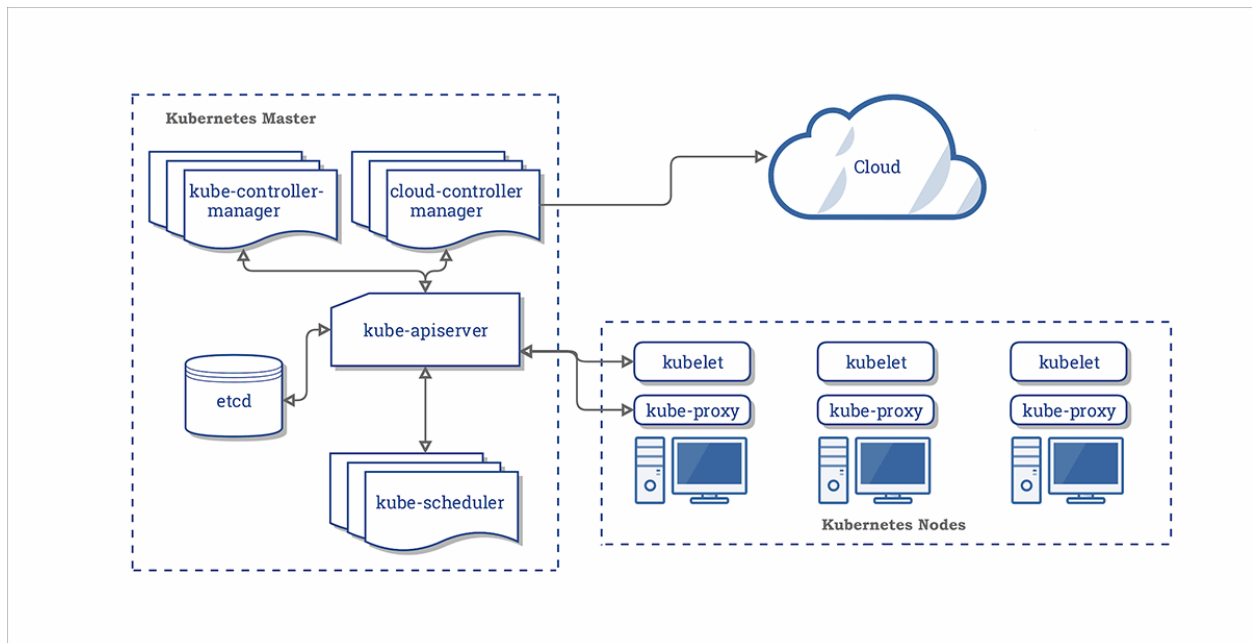 Kubernetes Master
kube-controller-
manager
cloud-controller
manager
Cloud
kube-apiserver
etcd
kube-scheduler
kubelet
kubelet
kubelet
kube-proxy
kube-proxy
kube-proxy
Kubernetes Nodes